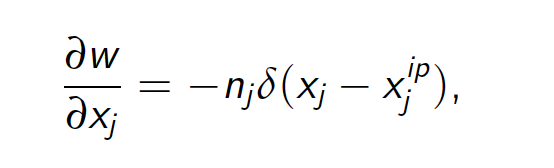 ∂w/∂x_j = −n_j δ(x_j − x_j^{ip}),